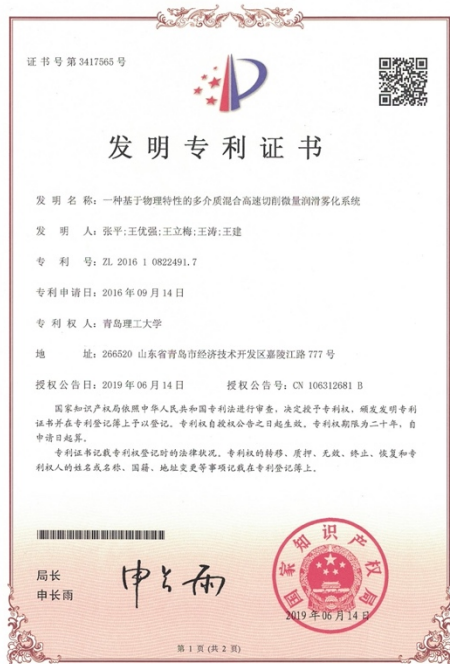 证书号第3417565号
发明专利证书
发明名称：一种基于物理特性的多介质混合高速切削微量润滑雾化系统
发明人：张平;王优强;王立梅;王涛;王建
专利号：ZL 2016 1 0822491.7
专利申请日：2016年09月14日
专利权人：青岛理工大学
地址：266520 山东省青岛市经济技术开发区嘉陵江路777号
授权公告日：2019年06月14日 授权公告号：CN 106312681 B
国家知识产权局依照中华人民共和国专利法进行审查，决定授予专利权，颁发发明专利
证书并在专利登记簿上予以登记。专利权自授权公告之日起生效。专利权期限为二十年，自
申请日起算。
专利证书记载专利权登记时的法律状况。专利权的转移、质押、无效、终止、恢复和专
利权人的姓名或名称、国籍、地址变更等事项记载在专利登记簿上。
局长
申长雨
申长雨
国家知识产权局
2019年06月14日
第1页(共2页)